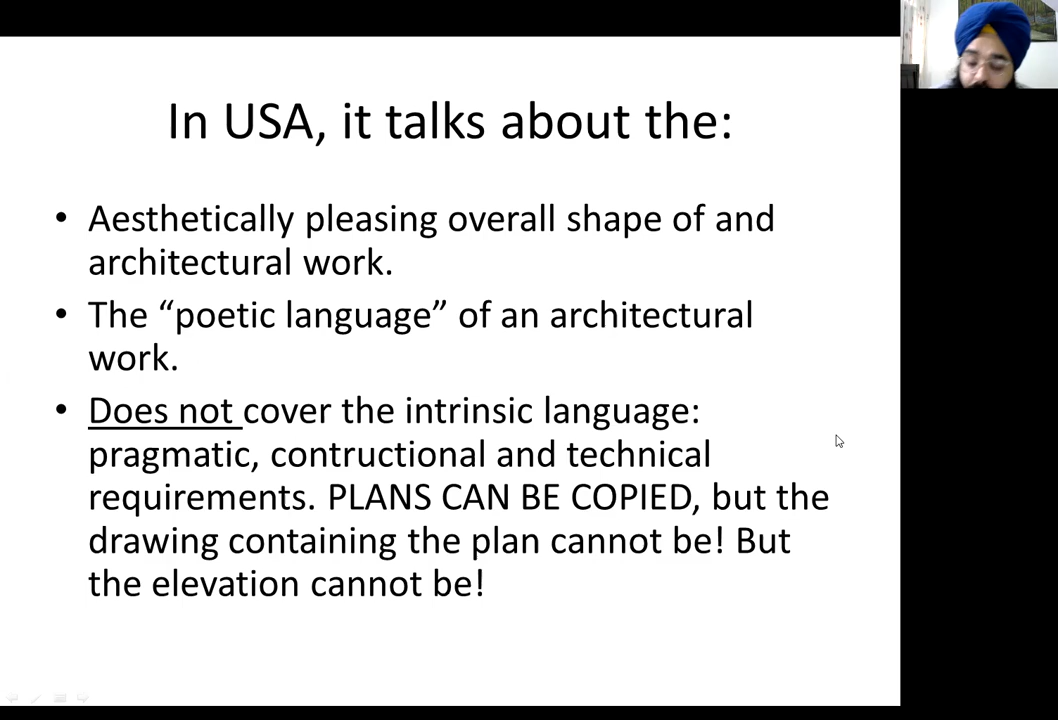 In USA, it talks about the:
• Aesthetically pleasing overall shape of and
architectural work.
• The “poetic language” of an architectural
work.
• Does not cover the intrinsic language:
pragmatic, contructional and technical
requirements. PLANS CAN BE COPIED, but the
drawing containing the plan cannot be! But
the elevation cannot be!